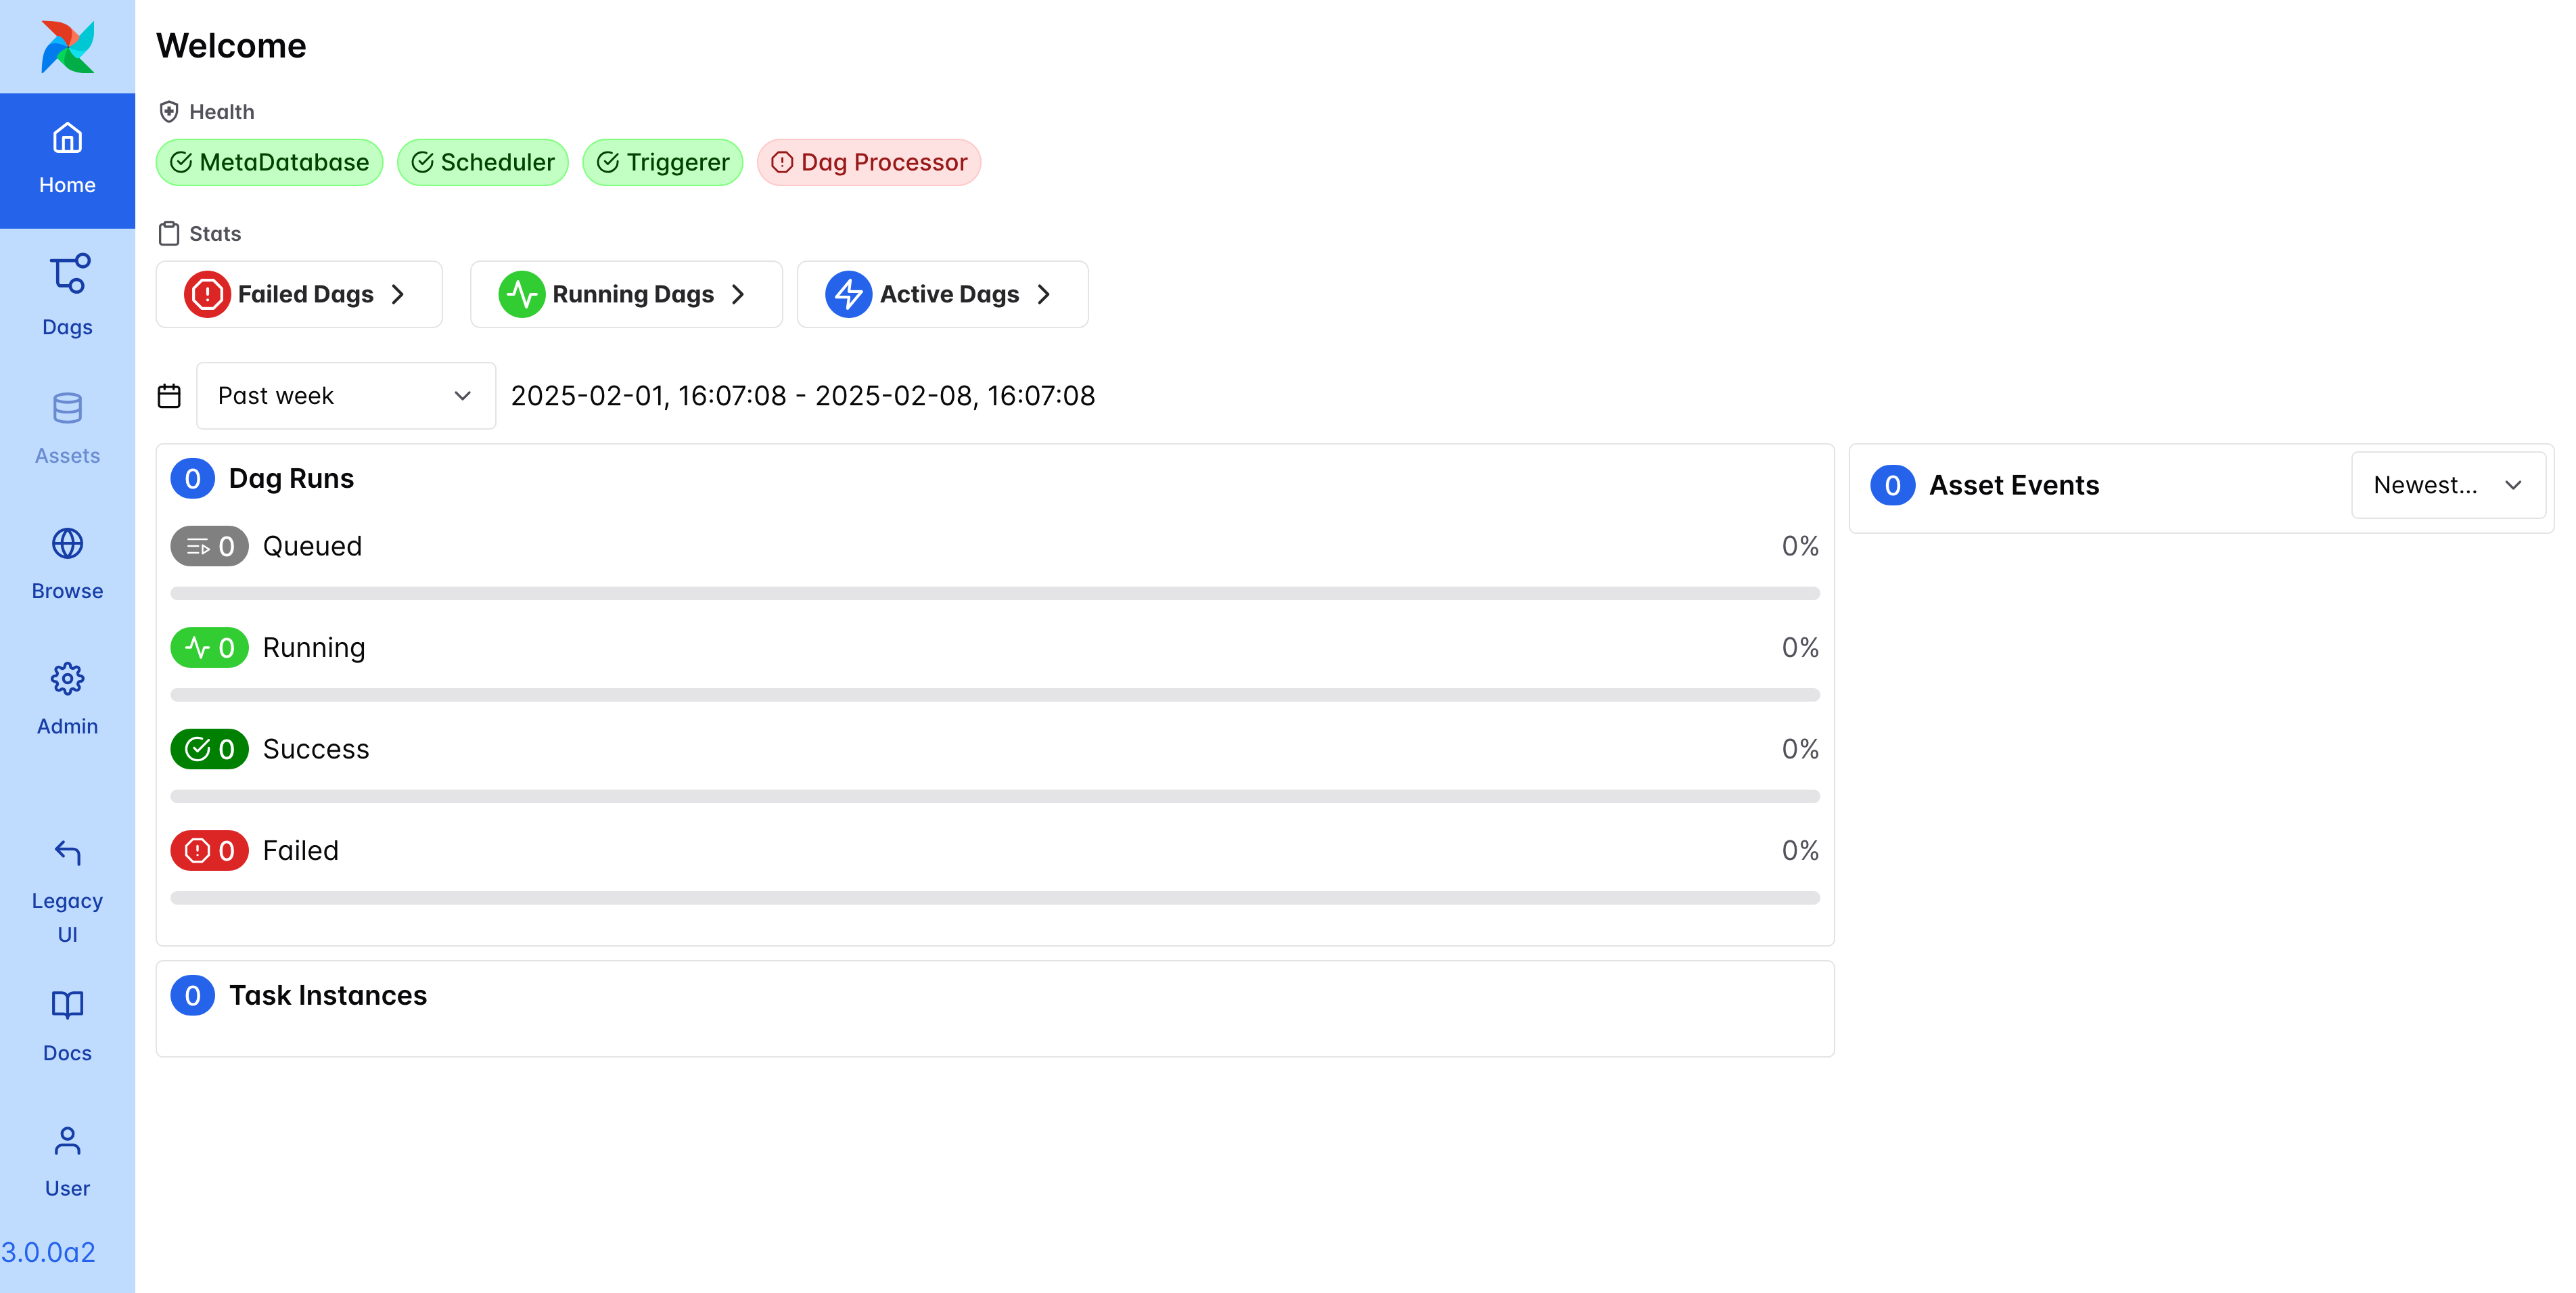 Welcome
Health
MetaDatabase Scheduler Triggerer Dag Processor
Stats
Failed Dags Running Dags Active Dags
Past week 2025-02-01, 16:07:08 - 2025-02-08, 16:07:08
0 Dag Runs
0 Queued 0%
0 Running 0%
0 Success 0%
0 Failed 0%
0 Task Instances
0 Asset Events Newest...
Home
Dags
Assets
Browse
Admin
Legacy
UI
Docs
User
3.0.0a2